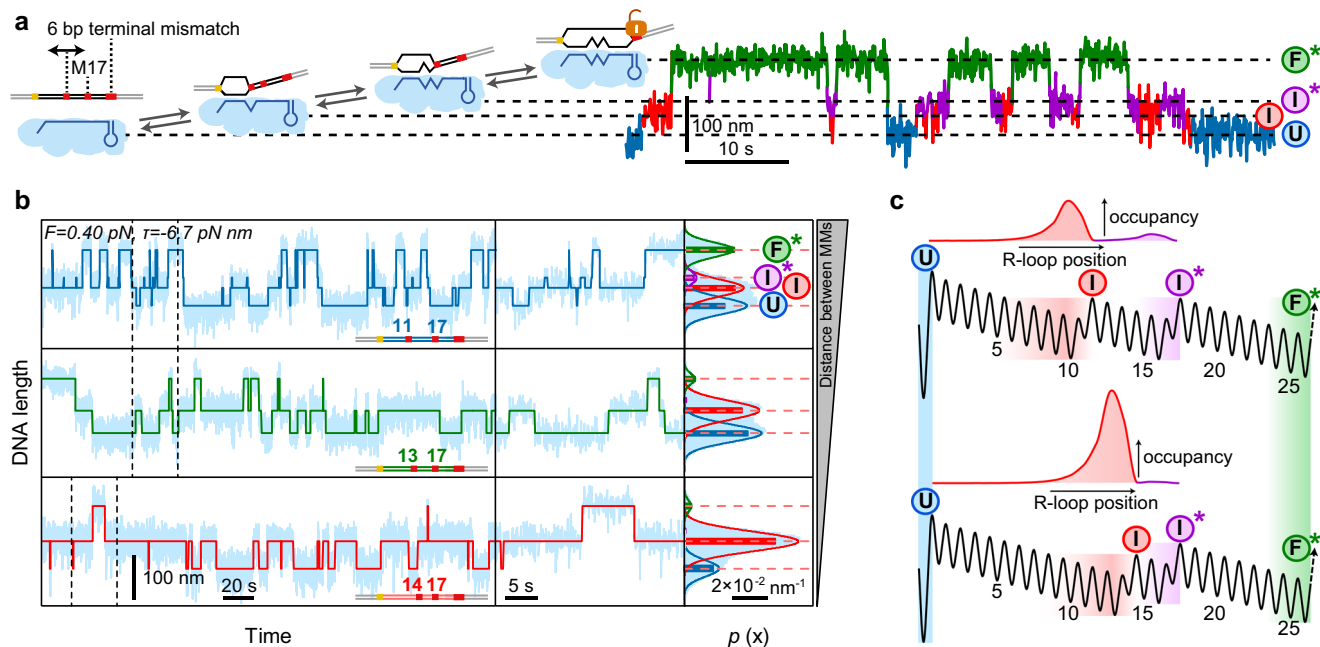 a
6 bp terminal mismatch
M17
I
F*
I*
I
U
100 nm
10 s
b
F=0.40 pN, τ=-6.7 pN nm
11 17
13 17
14 17
F*
I*
I
U
DNA length
Distance between MMs
100 nm
20 s
5 s
2×10⁻² nm⁻¹
Time
p (x)
c
occupancy
R-loop position
U
I
I*
F*
5
10
15
20
25
occupancy
R-loop position
U
I
I*
F*
5
10
15
20
25